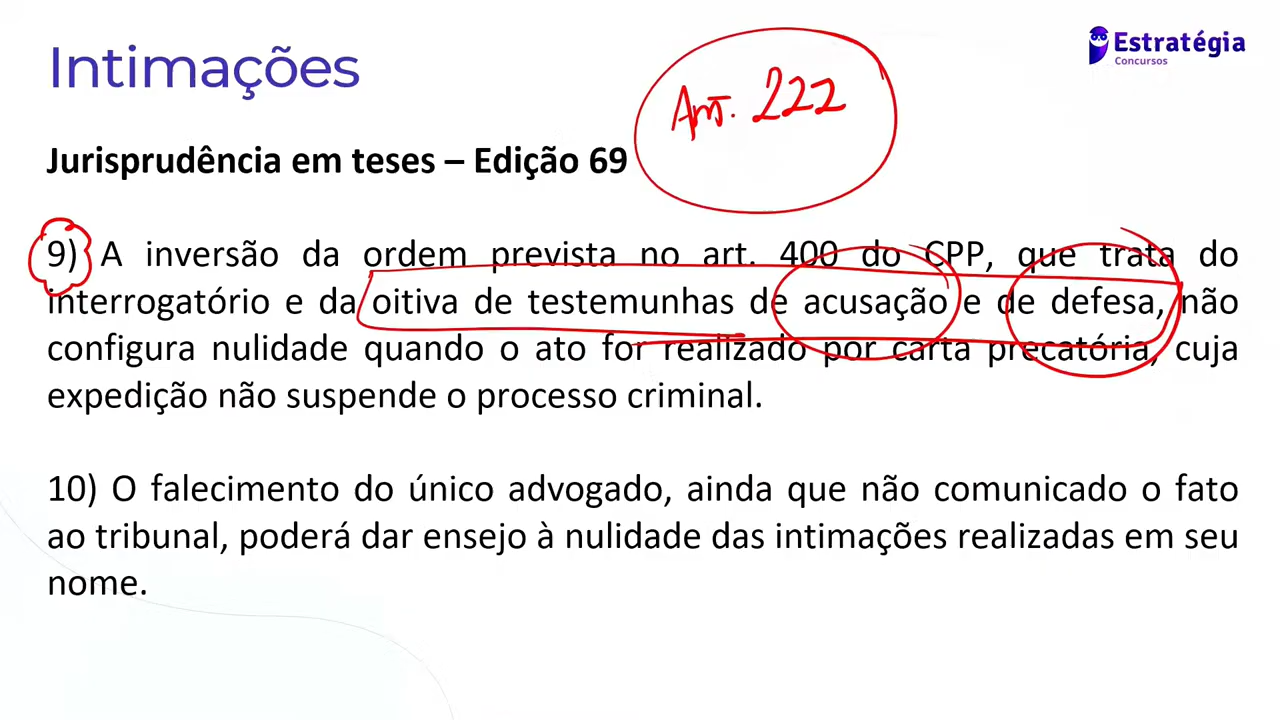 Intimações
Estratégia
Concursos
Art. 222
Jurisprudência em teses – Edição 69
9) A inversão da ordem prevista no art. 400 do CPP, que trata do
interrogatório e da oitiva de testemunhas de acusação e de defesa, não
configura nulidade quando o ato for realizado por carta precatória, cuja
expedição não suspende o processo criminal.
10) O falecimento do único advogado, ainda que não comunicado o fato
ao tribunal, poderá dar ensejo à nulidade das intimações realizadas em seu
nome.